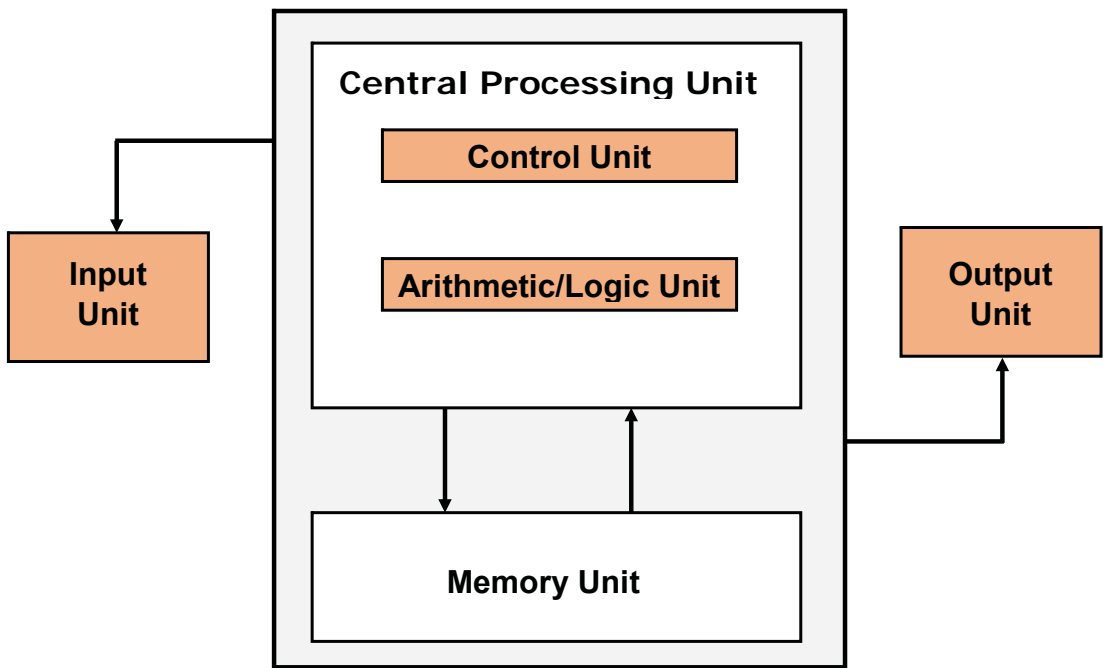 Central Processing Unit
Control Unit
Input
Unit
Arithmetic/Logic Unit
Output
Unit
Memory Unit